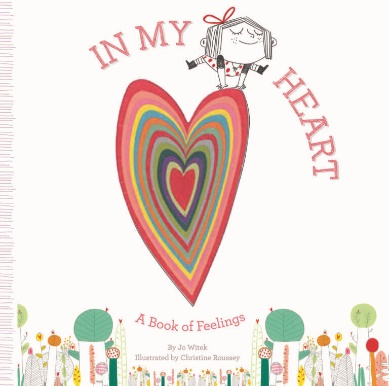 IN MY
HEART
A Book of Feelings
By Jo Witek
Illustrated by Christine Roussey